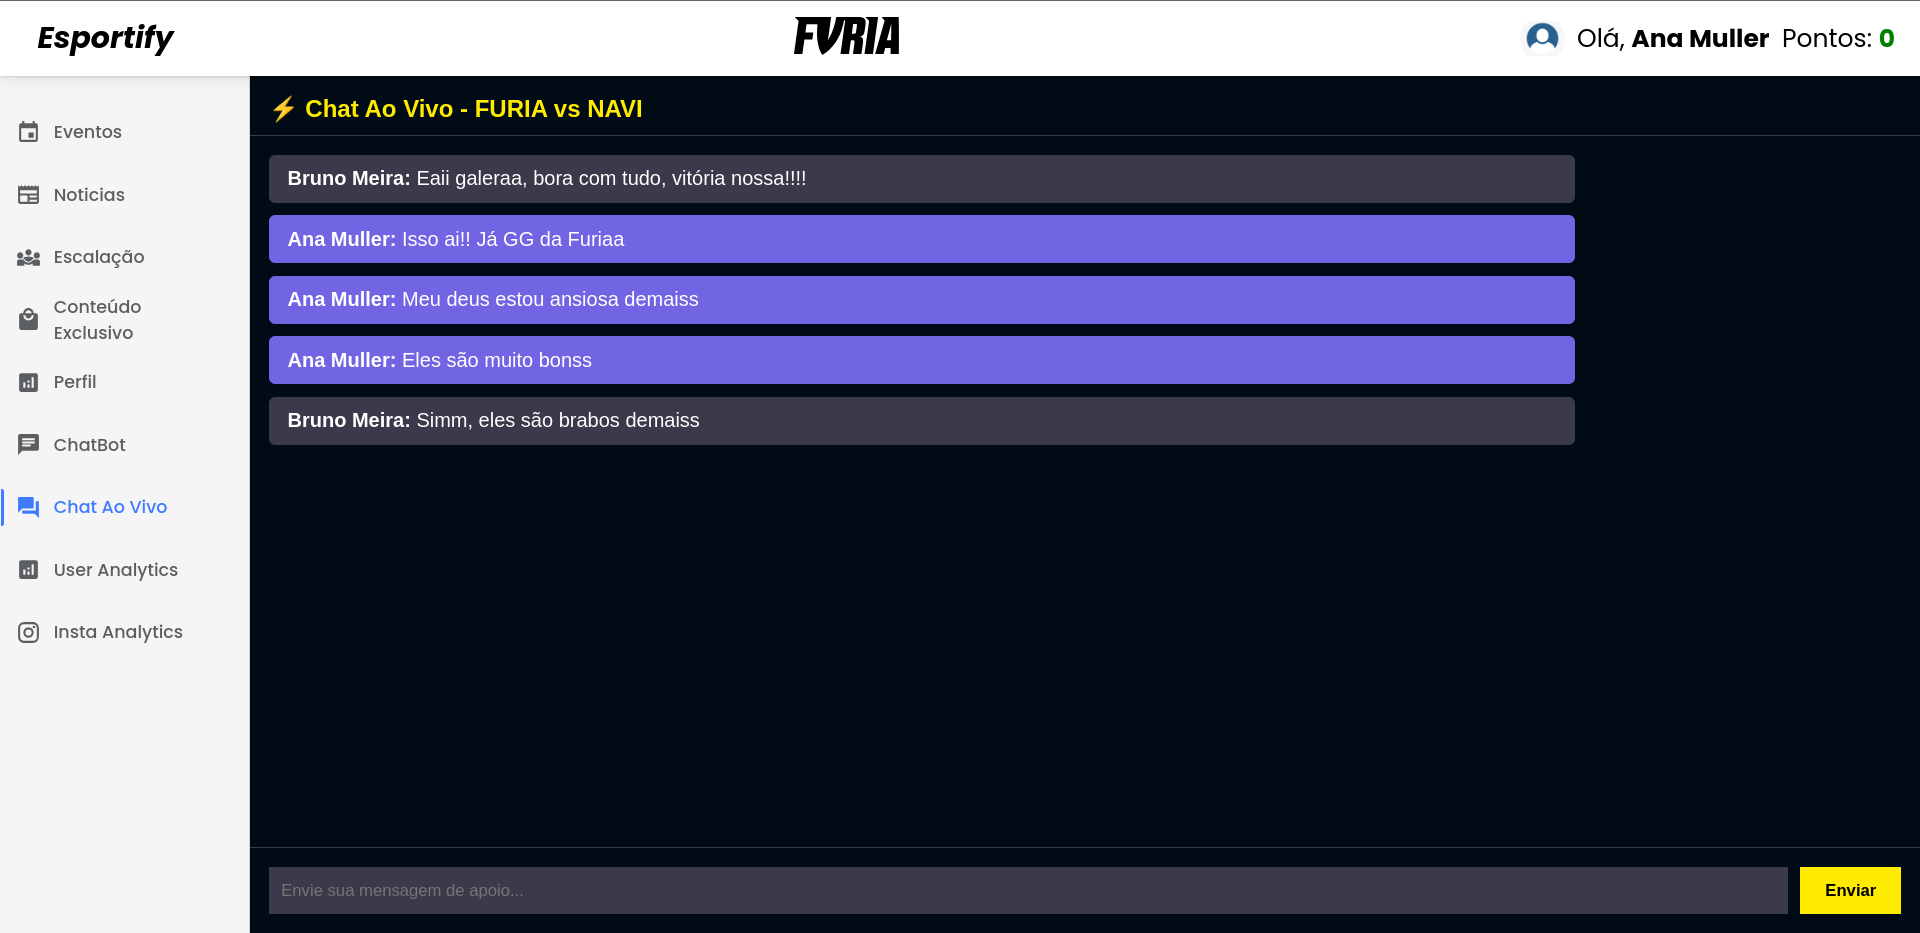 Esportify
FURIA
Olá, Ana Muller Pontos: 0
Eventos
Noticias
Escalação
Conteúdo
Exclusivo
Perfil
ChatBot
Chat Ao Vivo
User Analytics
Insta Analytics
⚡ Chat Ao Vivo - FURIA vs NAVI
Bruno Meira: Eaii galeraa, bora com tudo, vitória nossa!!!!
Ana Muller: Isso ai!! Já GG da Furiaa
Ana Muller: Meu deus estou ansiosa demaiss
Ana Muller: Eles são muito bonss
Bruno Meira: Simm, eles são brabos demaiss
Envie sua mensagem de apoio...
Enviar